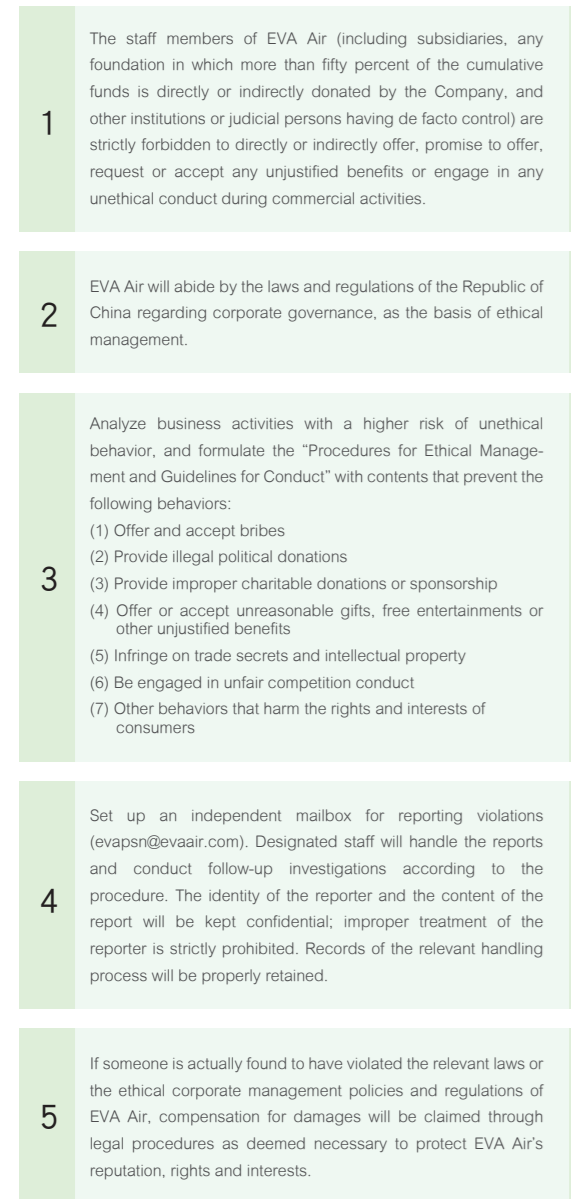 1
The staff members of EVA Air (including subsidiaries, any
foundation in which more than fifty percent of the cumulative
funds is directly or indirectly donated by the Company, and
other institutions or judicial persons having de facto control) are
strictly forbidden to directly or indirectly offer, promise to offer,
request or accept any unjustified benefits or engage in any
unethical conduct during commercial activities.
2
EVA Air will abide by the laws and regulations of the Republic of
China regarding corporate governance, as the basis of ethical
management.
3
Analyze business activities with a higher risk of unethical
behavior, and formulate the “Procedures for Ethical Manage-
ment and Guidelines for Conduct” with contents that prevent the
following behaviors:
(1) Offer and accept bribes
(2) Provide illegal political donations
(3) Provide improper charitable donations or sponsorship
(4) Offer or accept unreasonable gifts, free entertainments or
other unjustified benefits
(5) Infringe on trade secrets and intellectual property
(6) Be engaged in unfair competition conduct
(7) Other behaviors that harm the rights and interests of
consumers
4
Set up an independent mailbox for reporting violations
(evapsn@evaair.com). Designated staff will handle the reports
and conduct follow-up investigations according to the
procedure. The identity of the reporter and the content of the
report will be kept confidential; improper treatment of the
reporter is strictly prohibited. Records of the relevant handling
process will be properly retained.
5
If someone is actually found to have violated the relevant laws or
the ethical corporate management policies and regulations of
EVA Air, compensation for damages will be claimed through
legal procedures as deemed necessary to protect EVA Air’s
reputation, rights and interests.